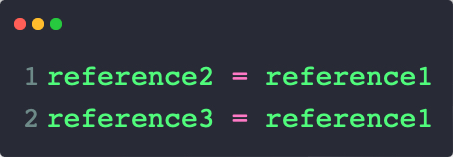 1 reference2 = reference1
2 reference3 = reference1